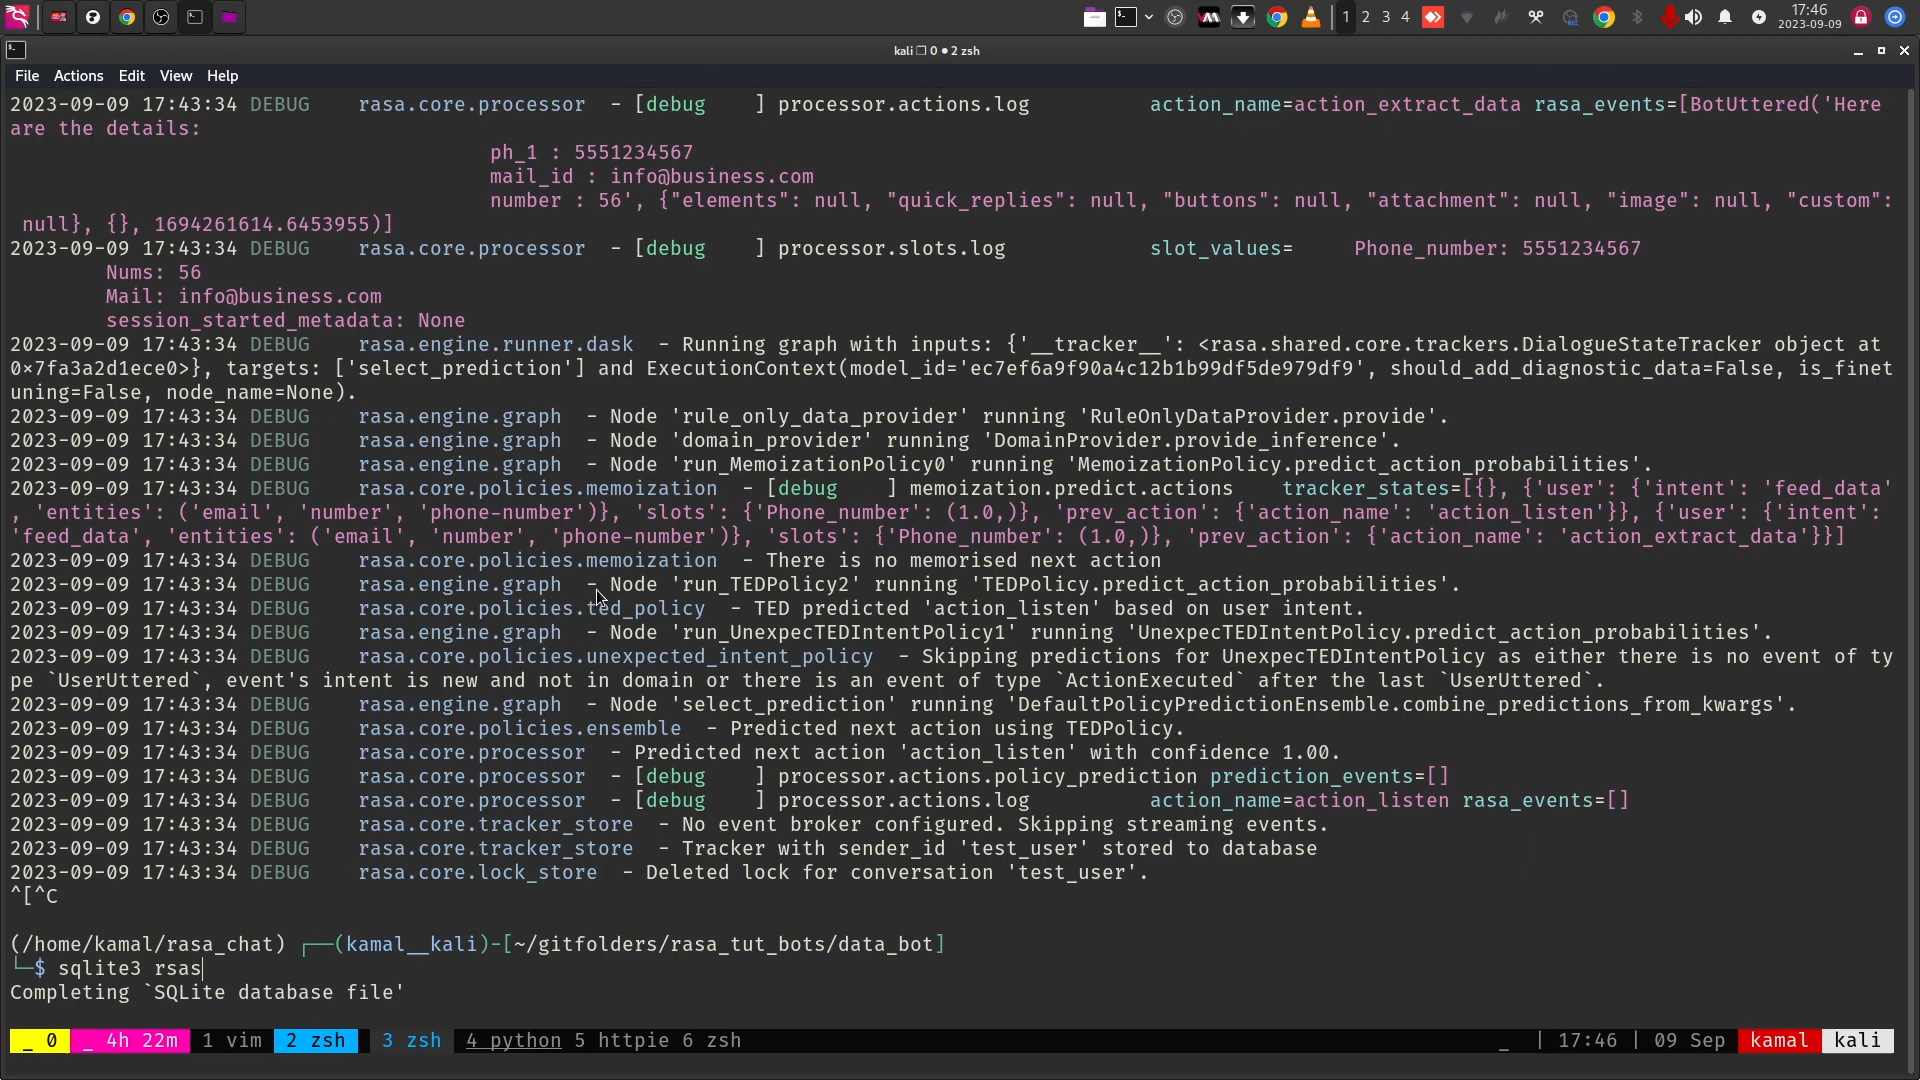 1 2 3 4
17:46
2023-09-09
kali ❐ 0 ● 2 zsh
File Actions Edit View Help
2023-09-09 17:43:34 DEBUG    rasa.core.processor  - [debug    ] processor.actions.log          action_name=action_extract_data rasa_events=[BotUttered('Here
are the details:
ph_1 : 5551234567
mail_id : info@business.com
number : 56', {"elements": null, "quick_replies": null, "buttons": null, "attachment": null, "image": null, "custom":
null}, {}, 1694261614.6453955)]
2023-09-09 17:43:34 DEBUG    rasa.core.processor  - [debug    ] processor.slots.log            slot_values=     Phone_number: 5551234567
Nums: 56
Mail: info@business.com
session_started_metadata: None
2023-09-09 17:43:34 DEBUG    rasa.engine.runner.dask  - Running graph with inputs: {'__tracker__': <rasa.shared.core.trackers.DialogueStateTracker object at
0×7fa3a2d1ece0>}, targets: ['select_prediction'] and ExecutionContext(model_id='ec7ef6a9f90a4c12b1b99df5de979df9', should_add_diagnostic_data=False, is_finet
uning=False, node_name=None).
2023-09-09 17:43:34 DEBUG    rasa.engine.graph  - Node 'rule_only_data_provider' running 'RuleOnlyDataProvider.provide'.
2023-09-09 17:43:34 DEBUG    rasa.engine.graph  - Node 'domain_provider' running 'DomainProvider.provide_inference'.
2023-09-09 17:43:34 DEBUG    rasa.engine.graph  - Node 'run_MemoizationPolicy0' running 'MemoizationPolicy.predict_action_probabilities'.
2023-09-09 17:43:34 DEBUG    rasa.core.policies.memoization  - [debug    ] memoization.predict.actions    tracker_states=[{}, {'user': {'intent': 'feed_data'
, 'entities': ('email', 'number', 'phone-number')}, 'slots': {'Phone_number': (1.0,)}, 'prev_action': {'action_name': 'action_listen'}}, {'user': {'intent':
'feed_data', 'entities': ('email', 'number', 'phone-number')}, 'slots': {'Phone_number': (1.0,)}, 'prev_action': {'action_name': 'action_extract_data'}}]
2023-09-09 17:43:34 DEBUG    rasa.core.policies.memoization  - There is no memorised next action
2023-09-09 17:43:34 DEBUG    rasa.engine.graph  - Node 'run_TEDPolicy2' running 'TEDPolicy.predict_action_probabilities'.
2023-09-09 17:43:34 DEBUG    rasa.core.policies.ted_policy  - TED predicted 'action_listen' based on user intent.
2023-09-09 17:43:34 DEBUG    rasa.engine.graph  - Node 'run_UnexpecTEDIntentPolicy1' running 'UnexpecTEDIntentPolicy.predict_action_probabilities'.
2023-09-09 17:43:34 DEBUG    rasa.core.policies.unexpected_intent_policy  - Skipping predictions for UnexpecTEDIntentPolicy as either there is no event of ty
pe `UserUttered`, event's intent is new and not in domain or there is an event of type `ActionExecuted` after the last `UserUttered`.
2023-09-09 17:43:34 DEBUG    rasa.engine.graph  - Node 'select_prediction' running 'DefaultPolicyPredictionEnsemble.combine_predictions_from_kwargs'.
2023-09-09 17:43:34 DEBUG    rasa.core.policies.ensemble  - Predicted next action using TEDPolicy.
2023-09-09 17:43:34 DEBUG    rasa.core.processor  - Predicted next action 'action_listen' with confidence 1.00.
2023-09-09 17:43:34 DEBUG    rasa.core.processor  - [debug    ] processor.actions.policy_prediction prediction_events=[]
2023-09-09 17:43:34 DEBUG    rasa.core.processor  - [debug    ] processor.actions.log          action_name=action_listen rasa_events=[]
2023-09-09 17:43:34 DEBUG    rasa.core.tracker_store  - No event broker configured. Skipping streaming events.
2023-09-09 17:43:34 DEBUG    rasa.core.tracker_store  - Tracker with sender_id 'test_user' stored to database
2023-09-09 17:43:34 DEBUG    rasa.core.lock_store  - Deleted lock for conversation 'test_user'.
^[^C
(/home/kamal/rasa_chat) ┌──(kamal__kali)-[~/gitfolders/rasa_tut_bots/data_bot]
└─$ sqlite3 rsas
Completing `SQLite database file'
_ 0 _ 4h 22m 1 vim 2 zsh 3 zsh 4 python 5 httpie 6 zsh _ | 17:46 | 09 Sep kamal kali